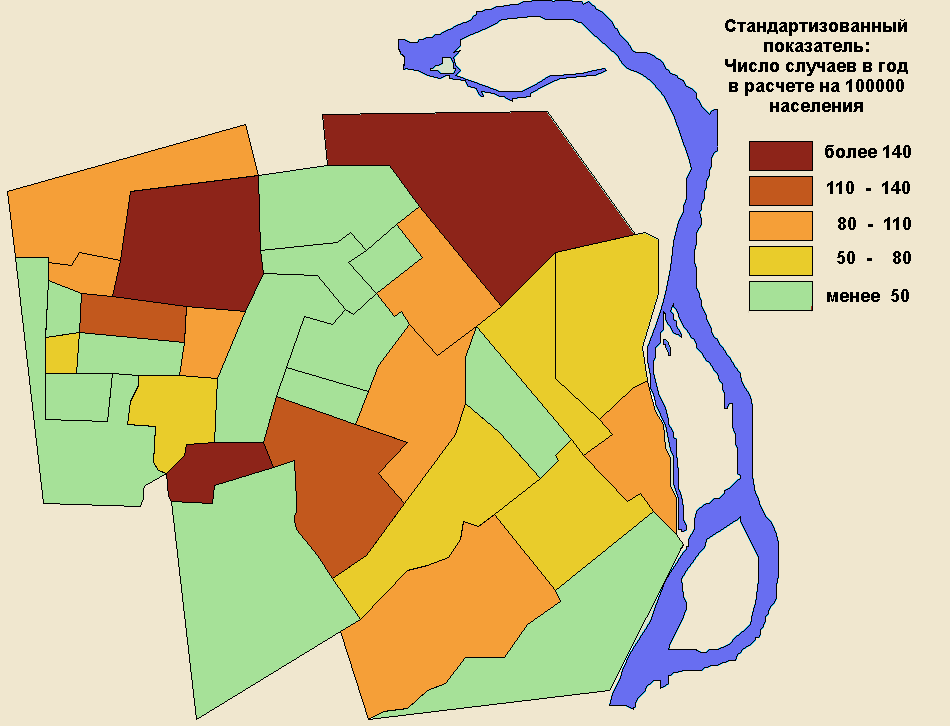 Стандартизованный
показатель:
Число случаев в год
в расчете на 100000
населения
более 140
110 - 140
80 - 110
50 - 80
менее 50